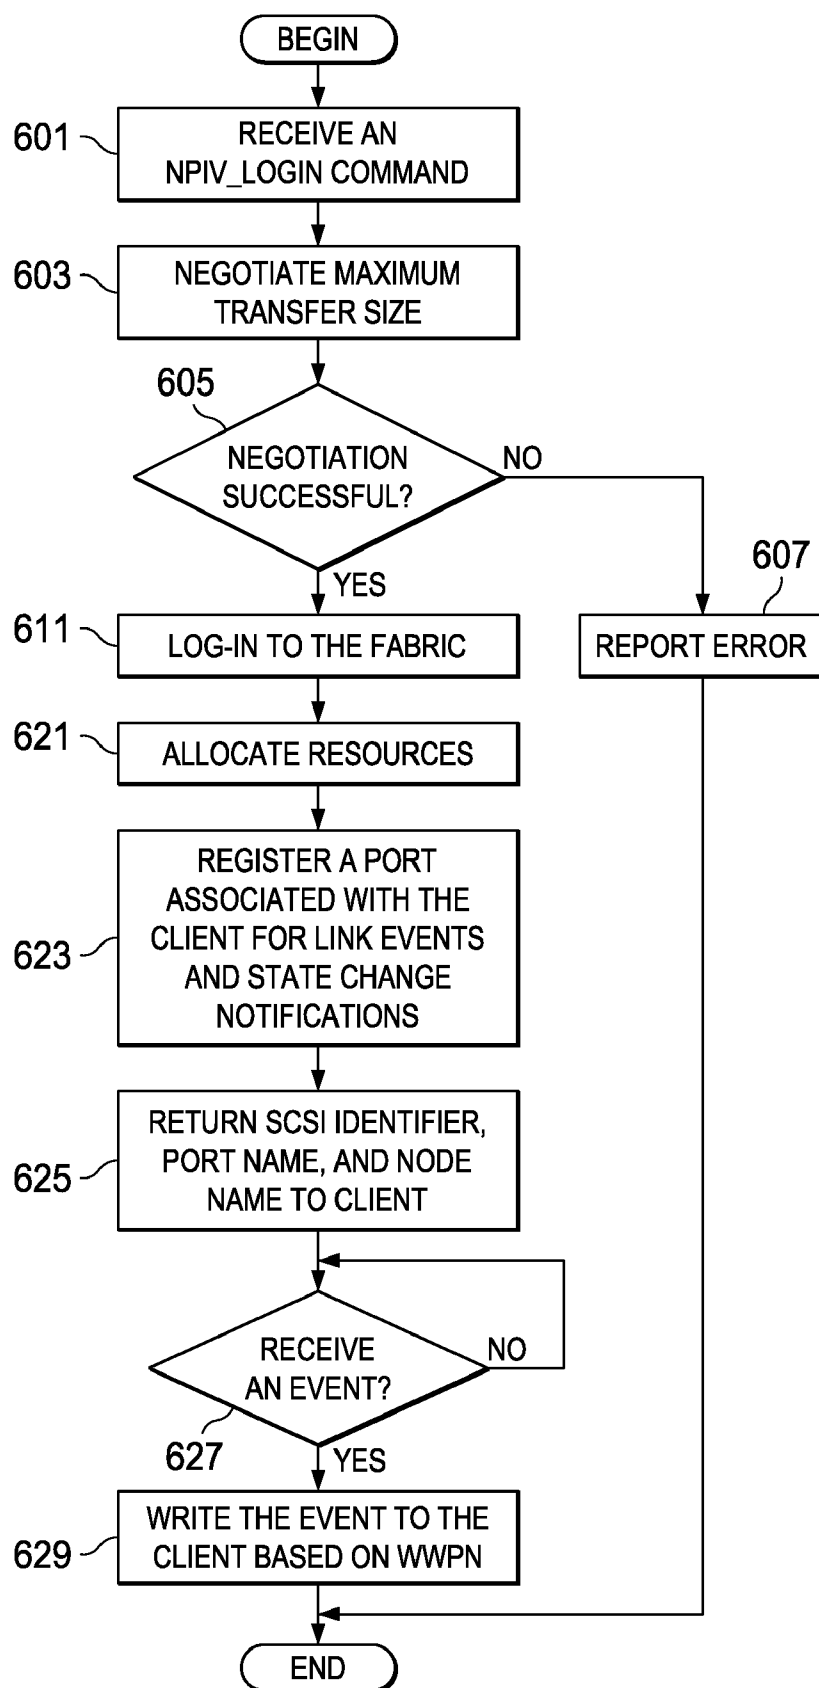 BEGIN
601
RECEIVE AN
NPIV_LOGIN COMMAND
603
NEGOTIATE MAXIMUM
TRANSFER SIZE
605
NEGOTIATION
SUCCESSFUL?
NO
YES
607
REPORT ERROR
611
LOG-IN TO THE FABRIC
621
ALLOCATE RESOURCES
623
REGISTER A PORT
ASSOCIATED WITH THE
CLIENT FOR LINK EVENTS
AND STATE CHANGE
NOTIFICATIONS
625
RETURN SCSI IDENTIFIER,
PORT NAME, AND NODE
NAME TO CLIENT
RECEIVE
AN EVENT?
NO
627
YES
629
WRITE THE EVENT TO THE
CLIENT BASED ON WWPN
END